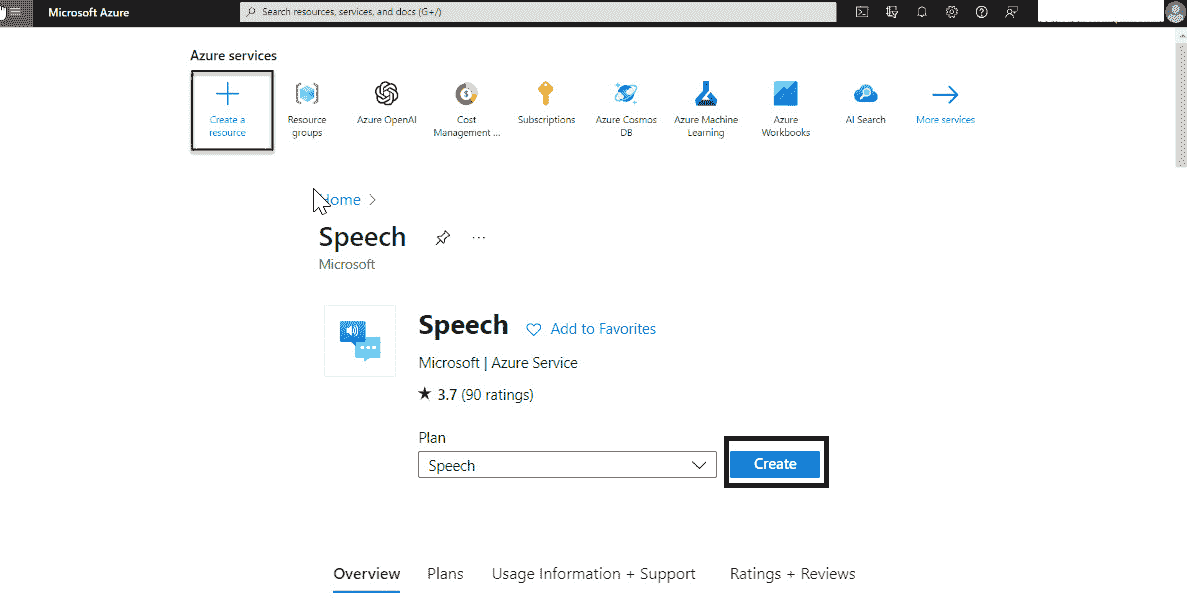 Microsoft Azure
Search resources, services, and docs (G+/)
Azure services
Create a
resource
Resource
groups
Azure OpenAI
Cost
Management ...
Subscriptions
Azure Cosmos
DB
Azure Machine
Learning
Azure
Workbooks
AI Search
More services
Home
Speech
...
Microsoft
Speech
Add to Favorites
Microsoft | Azure Service
3.7 (90 ratings)
Plan
Speech
Create
Overview
Plans
Usage Information + Support
Ratings + Reviews